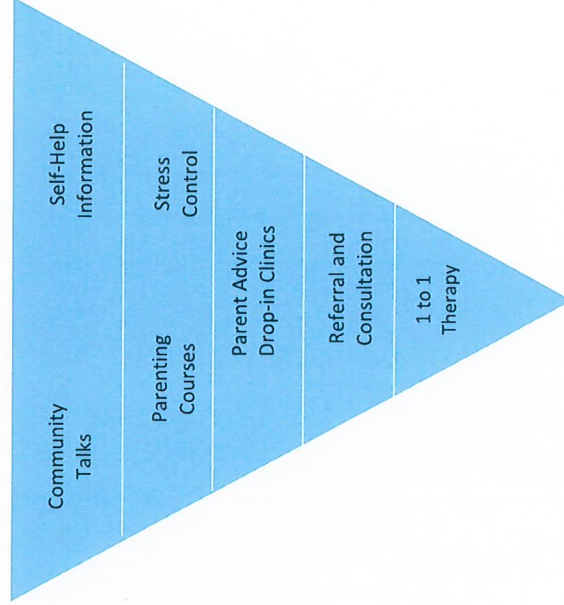 Community
Talks
Self-Help
Information
Parenting
Courses
Stress
Control
Parent Advice
Drop-in Clinics
Referral and
Consultation
1 to 1
Therapy